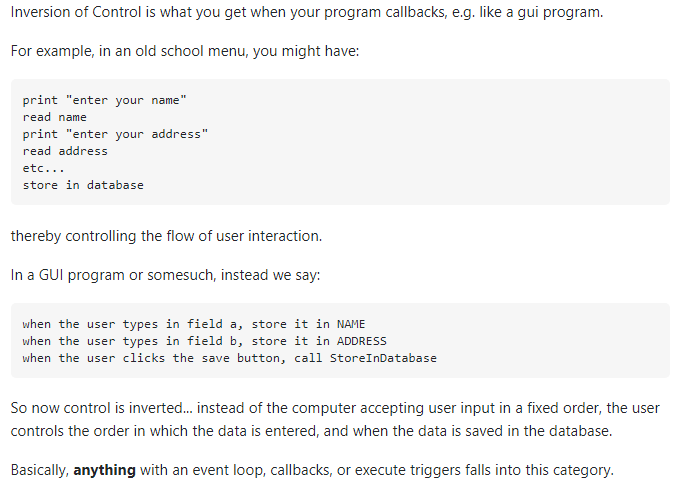 Inversion of Control is what you get when your program callbacks, e.g. like a gui program.
For example, in an old school menu, you might have:
print "enter your name"
read name
print "enter your address"
read address
etc...
store in database
thereby controlling the flow of user interaction.
In a GUI program or somesuch, instead we say:
when the user types in field a, store it in NAME
when the user types in field b, store it in ADDRESS
when the user clicks the save button, call StoreInDatabase
So now control is inverted... instead of the computer accepting user input in a fixed order, the user
controls the order in which the data is entered, and when the data is saved in the database.
Basically, anything with an event loop, callbacks, or execute triggers falls into this category.